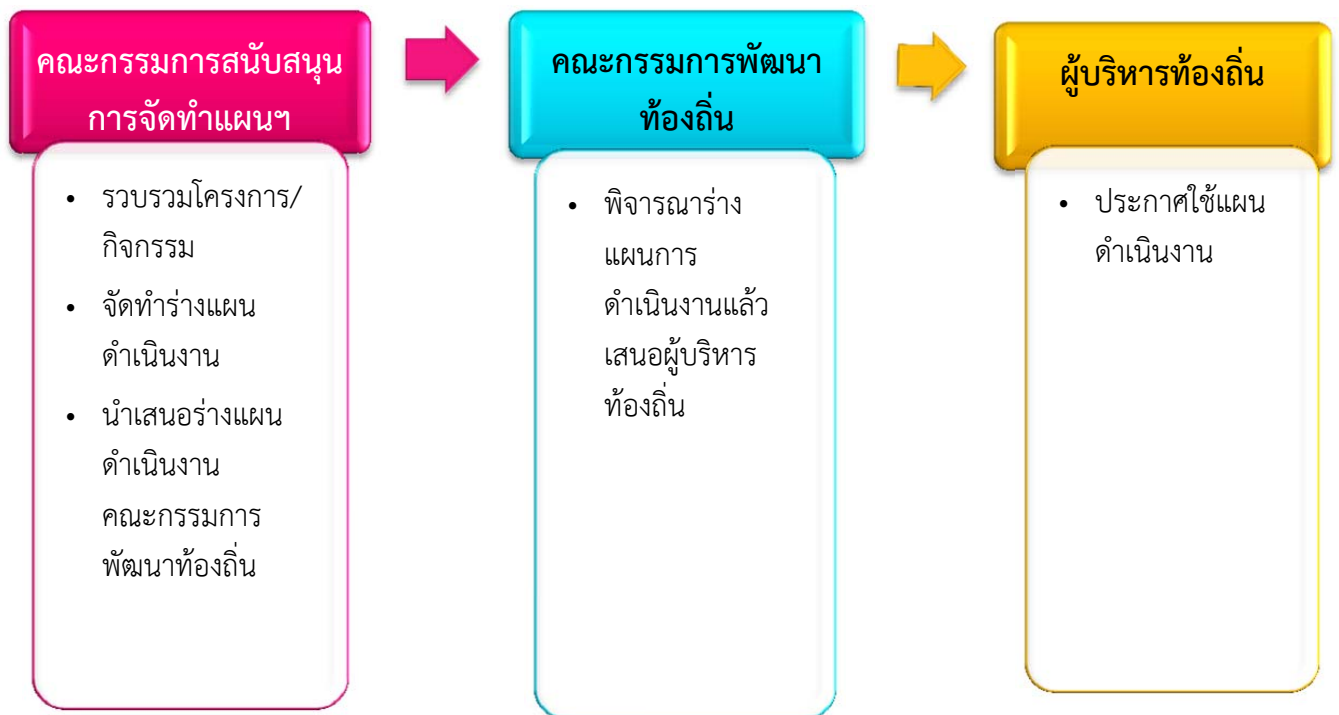 คณะกรรมการสนับสนุน
การจัดทำแผนฯ
• รวบรวมโครงการ/
กิจกรรม
• จัดทำร่างแผน
ดำเนินงาน
• นำเสนอร่างแผน
ดำเนินงาน
คณะกรรมการ
พัฒนาท้องถิ่น
คณะกรรมการพัฒนา
ท้องถิ่น
• พิจารณาร่าง
แผนการ
ดำเนินงานแล้ว
เสนอผู้บริหาร
ท้องถิ่น
ผู้บริหารท้องถิ่น
• ประกาศใช้แผน
ดำเนินงาน